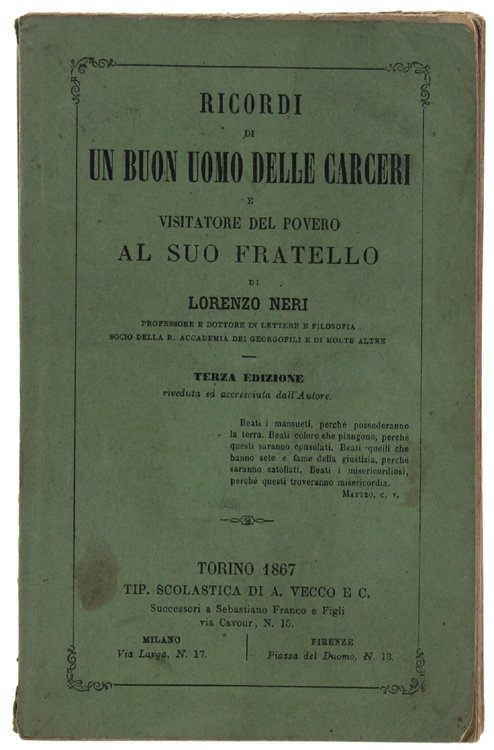 RICORDI
DI
UN BUON UOMO DELLE CARCERI
E
VISITATORE DEL POVERO
AL SUO FRATELLO
DI
LORENZO NERI
PROFESSORE E DOTTORE IN LETTERE E FILOSOFIA
SOCIO DELLA R. ACCADEMIA DEI GEORGOFILI E DI MOLTE ALTRE
TERZA EDIZIONE
riveduta ed accresciuta dall'Autore.
Beati i mansueti, perchè possederanno
la terra. Beati coloro che piangono, perchè
questi saranno consolati. Beati quelli che
hanno sete e fame della giustizia, perchè
saranno satollati. Beati i misericordiosi,
perchè questi troveranno misericordia.
MATTEO, C. V.
TORINO 1867
TIP. SCOLASTICA DI A. VECCO E C.
Successori a Sebastiano Franco e Figli
via Cavour, N. 15.
MILANO
Via Larga, N. 17.
FIRENZE
Piazza del Duomo, N. 13.